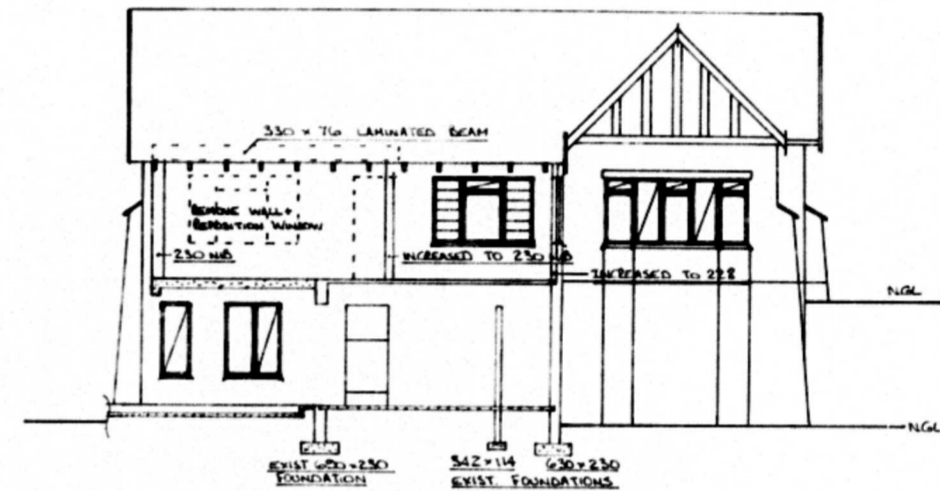 330 x 76 LAMINATED BEAM
REMOVE WALL +
REPOSITION WINDOW
230 NIB
INCREASED TO 230 NIB
INCREASED TO 228
NGL
NGL
EXIST 690 x 230
FOUNDATION
342 x 114
EXIST. FOUNDATIONS
630 x 230